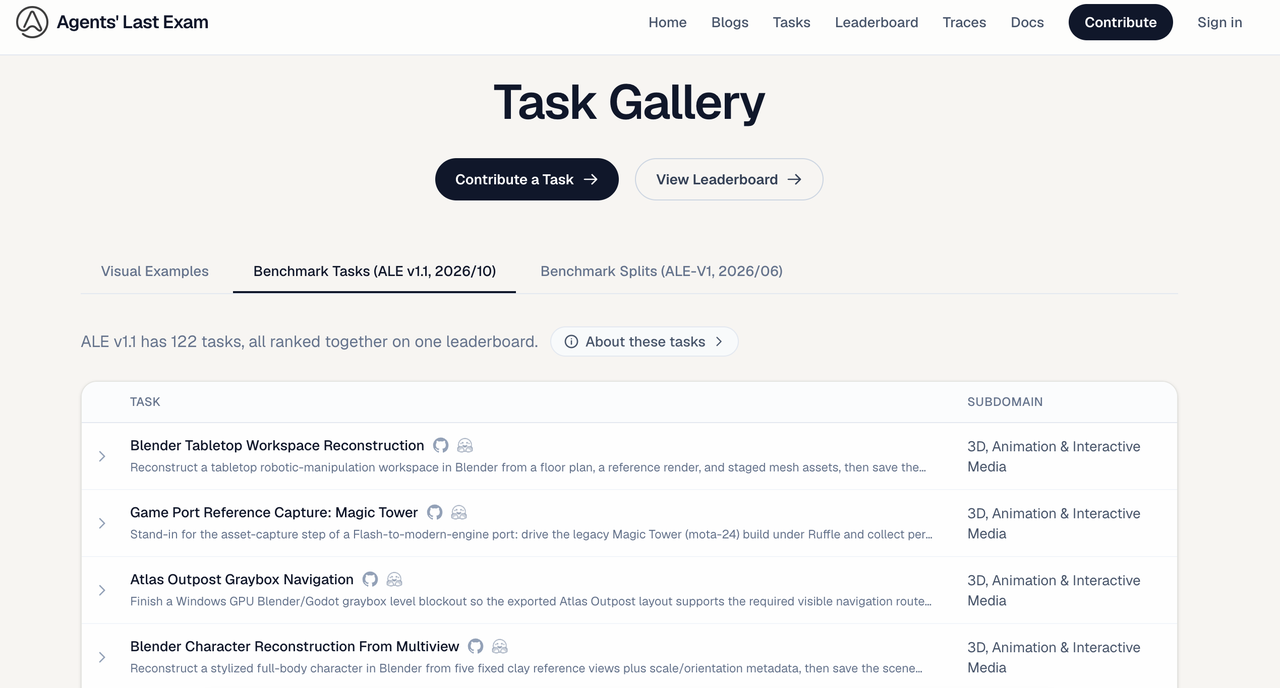 Agents' Last Exam
Home Blogs Tasks Leaderboard Traces Docs Contribute Sign in
Task Gallery
Contribute a Task → View Leaderboard →
Visual Examples Benchmark Tasks (ALE v1.1, 2026/10) Benchmark Splits (ALE-V1, 2026/06)
ALE v1.1 has 122 tasks, all ranked together on one leaderboard. About these tasks
TASK SUBDOMAIN
Blender Tabletop Workspace Reconstruction
Reconstruct a tabletop robotic-manipulation workspace in Blender from a floor plan, a reference render, and staged mesh assets, then save the...
3D, Animation & Interactive
Media
Game Port Reference Capture: Magic Tower
Stand-in for the asset-capture step of a Flash-to-modern-engine port: drive the legacy Magic Tower (mota-24) build under Ruffle and collect per...
3D, Animation & Interactive
Media
Atlas Outpost Graybox Navigation
Finish a Windows GPU Blender/Godot graybox level blockout so the exported Atlas Outpost layout supports the required visible navigation route...
3D, Animation & Interactive
Media
Blender Character Reconstruction From Multiview
Reconstruct a stylized full-body character in Blender from five fixed clay reference views plus scale/orientation metadata, then save the scene...
3D, Animation & Interactive
Media